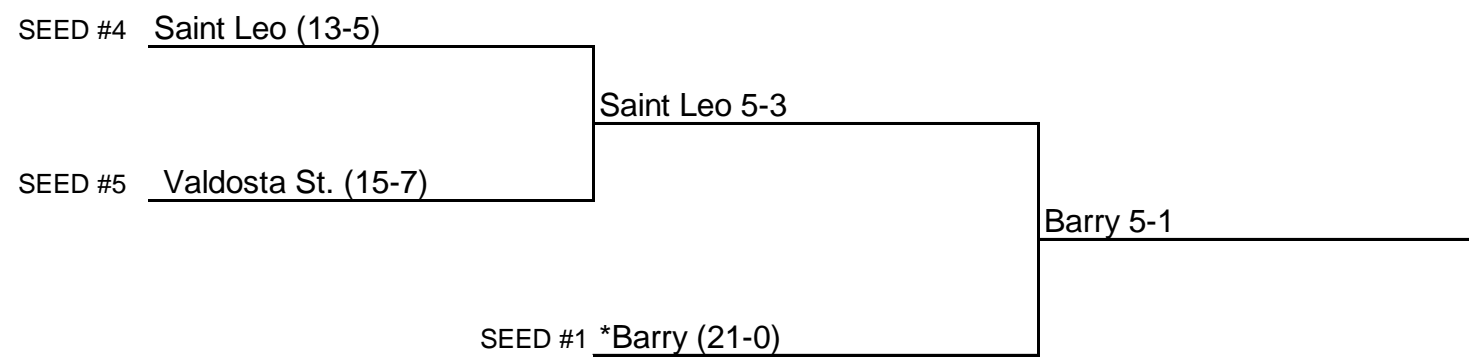 SEED #4 Saint Leo (13-5)
Saint Leo 5-3
SEED #5 Valdosta St. (15-7)
Barry 5-1
SEED #1 *Barry (21-0)